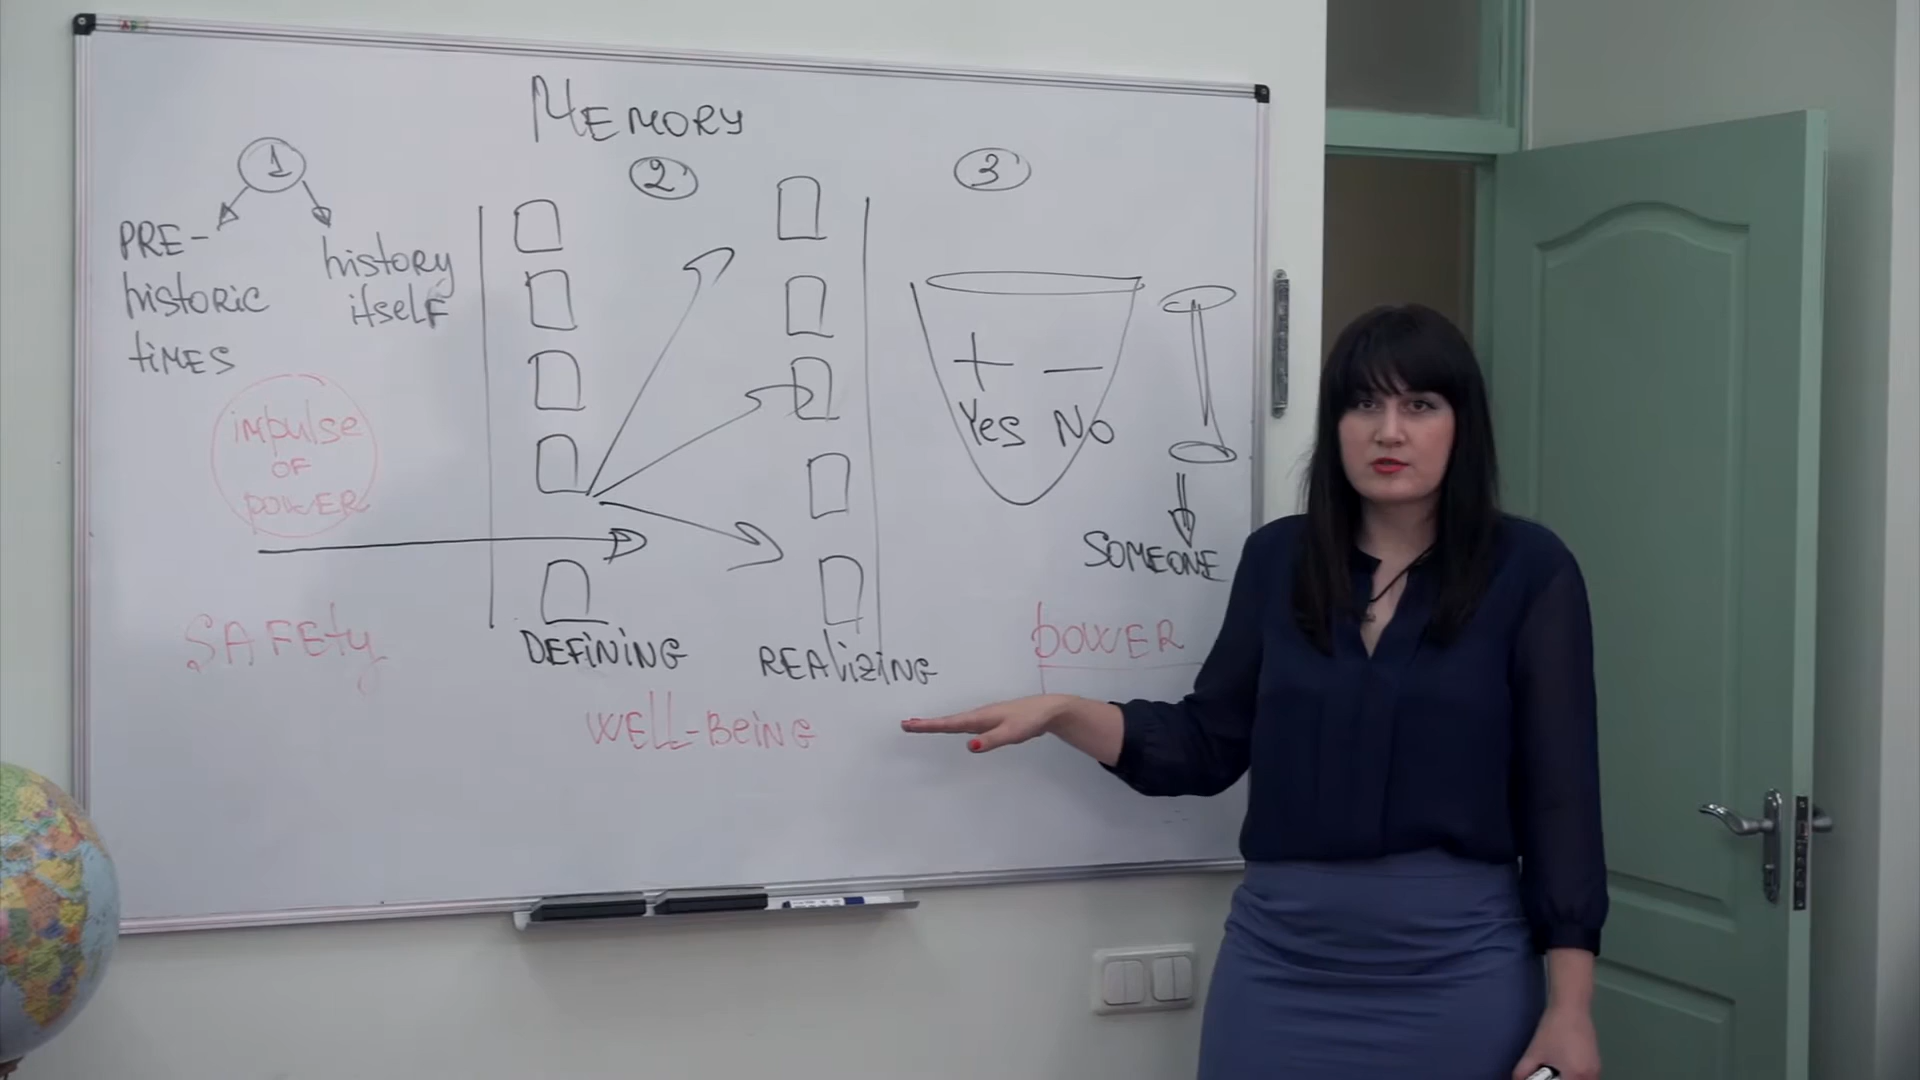 MEMORY
1
PRE-
historic
times
history
itself
impulse
OF
POWER
SAFEty
2
DEFINING
REALIZING
WELL-BEING
3
+ −
Yes No
SOMEONE
POWER